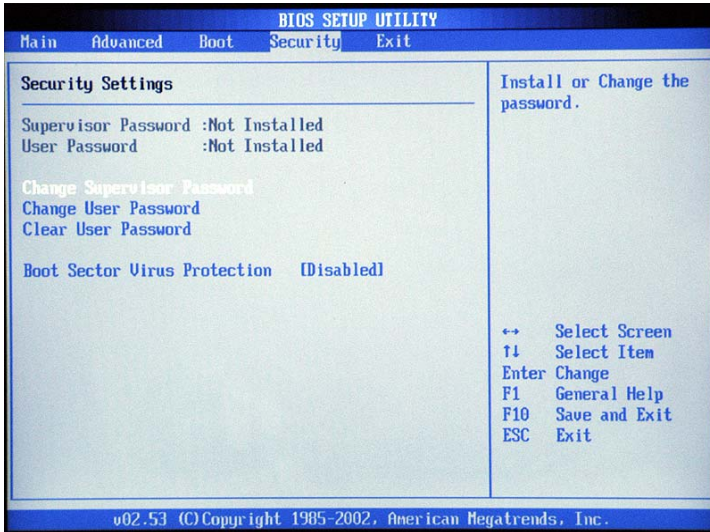 BIOS SETUP UTILITY
Main Advanced Boot Security Exit
Security Settings
Supervisor Password :Not Installed
User Password :Not Installed
Change Supervisor Password
Change User Password
Clear User Password
Boot Sector Virus Protection [Disabled]
Install or Change the
password.
↔ Select Screen
↑↓ Select Item
Enter Change
F1 General Help
F10 Save and Exit
ESC Exit
v02.53 (C)Copyright 1985-2002, American Megatrends, Inc.